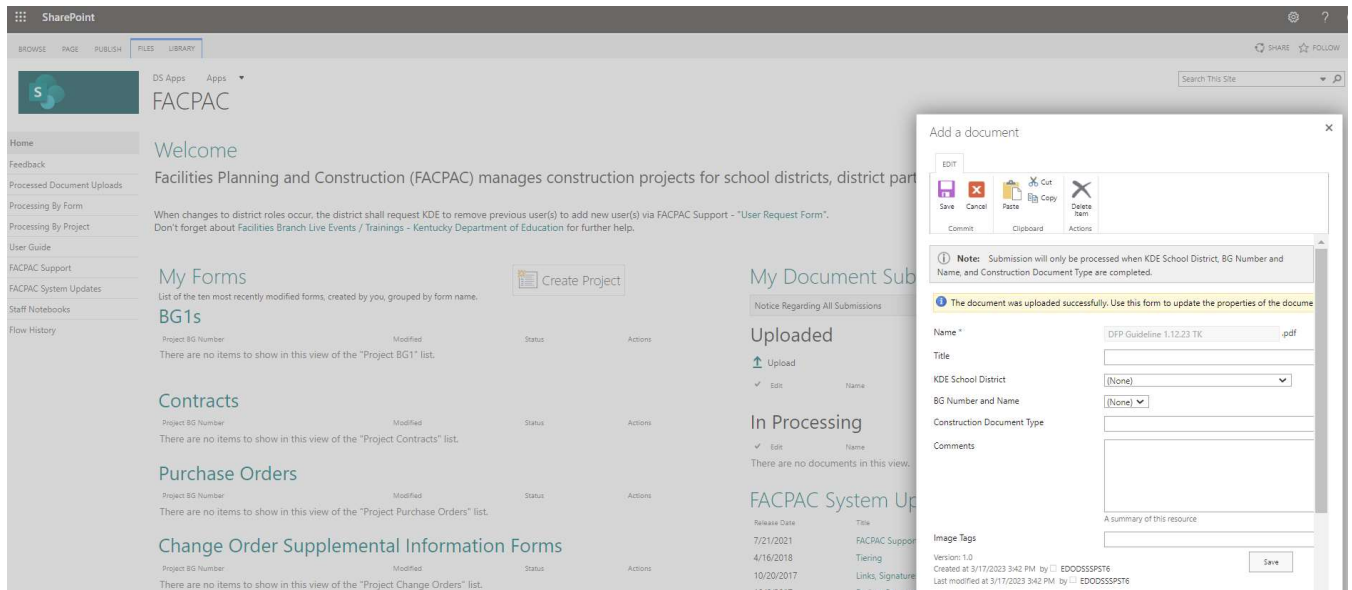 SharePoint
?
BROWSE PAGE PUBLISH FILES LIBRARY
SHARE FOLLOW
S
DS Apps Apps
FACPAC
Search This Site
Home
Feedback
Processed Document Uploads
Processing By Form
Processing By Project
User Guide
FACPAC Support
FACPAC System Updates
Staff Notebooks
Flow History
Welcome
Facilities Planning and Construction (FACPAC) manages construction projects for school districts, district part
When changes to district roles occur, the district shall request KDE to remove previous user(s) to add new user(s) via FACPAC Support - "User Request Form".
Don't forget about Facilities Branch Live Events / Trainings - Kentucky Department of Education for further help.
My Forms
List of the ten most recently modified forms, created by you, grouped by form name.
Create Project
BG1s
Project BG Number Modified Status Actions
There are no items to show in this view of the "Project BG1" list.
Contracts
Project BG Number Modified Status Actions
There are no items to show in this view of the "Project Contracts" list.
Purchase Orders
Project BG Number Modified Status Actions
There are no items to show in this view of the "Project Purchase Orders" list.
Change Order Supplemental Information Forms
Project BG Number Modified Status Actions
There are no items to show in this view of the "Project Change Orders" list.
My Document Sub
Notice Regarding All Submissions
Uploaded
Upload
Edit Name
In Processing
Edit Name
There are no documents in this view.
FACPAC System Up
Release Date Title
7/21/2021 FACPAC Suppor
4/16/2018 Tiering
10/20/2017 Links, Signature
Add a document
EDIT
Save Cancel Paste Cut Copy Delete Item
Commit Clipboard Actions
Note: Submission will only be processed when KDE School District, BG Number and
Name, and Construction Document Type are completed.
The document was uploaded successfully. Use this form to update the properties of the docume
Name * DFP Guideline 1.12.23 TK .pdf
Title
KDE School District (None)
BG Number and Name (None)
Construction Document Type
Comments
A summary of this resource
Image Tags
Version: 1.0
Created at 3/17/2023 3:42 PM by EDODSSSPST6
Last modified at 3/17/2023 3:42 PM by EDODSSSPST6
Save